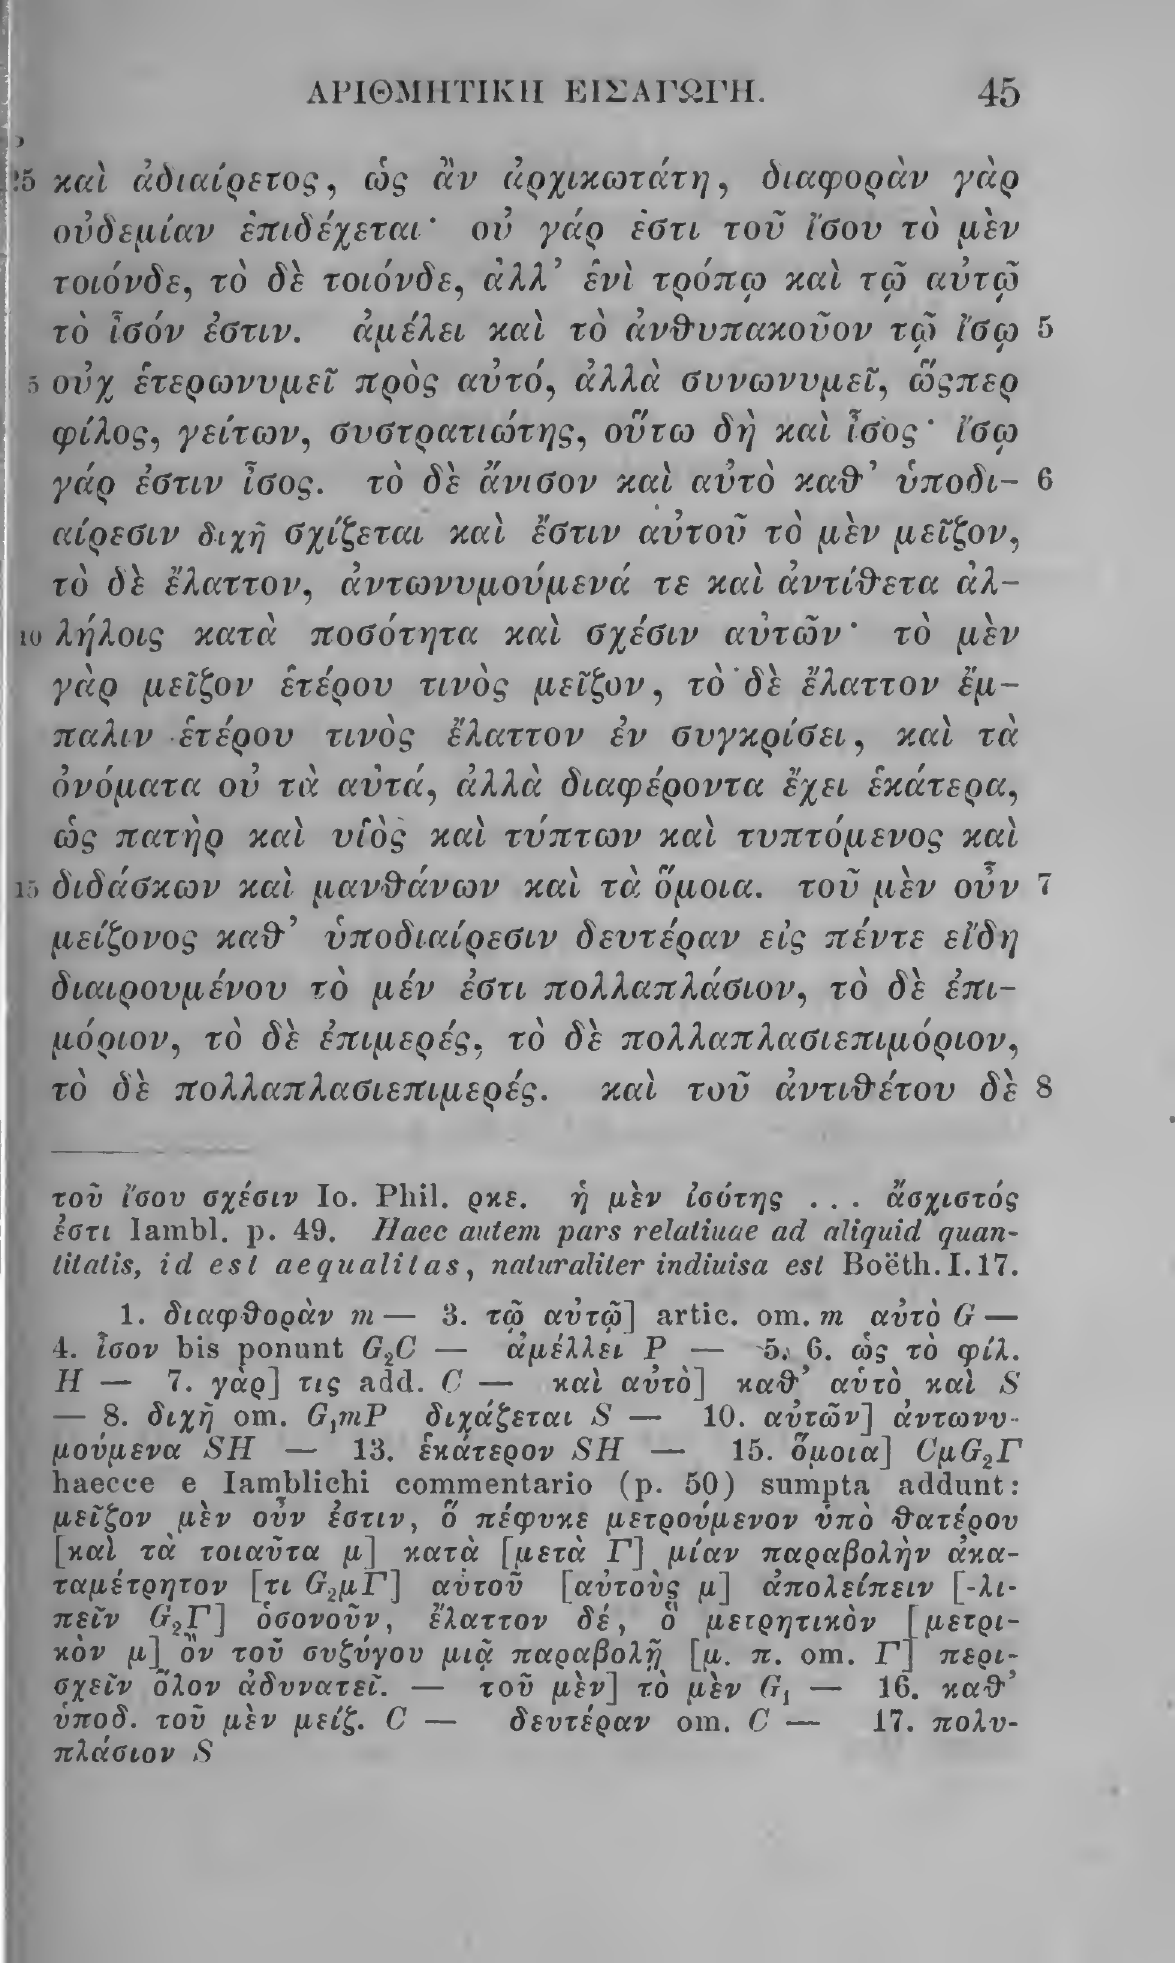 ΑΡΙΘΜΗΤΙΚΗ ΕΙΣΑΓΩΓΗ. 45
καὶ ἀδιαίρετος, ὡς ἂν ἀρχικωτάτη, διαφορὰν γὰρ
οὐδεμίαν ἐπιδέχεται· οὐ γάρ ἐστι τοῦ ἴσου τὸ μὲν
τοιόνδε, τὸ δὲ τοιόνδε, ἀλλ’ ἑνὶ τρόπῳ καὶ τῷ αὐτῷ
τὸ ἶσόν ἐστιν. ἀμέλει καὶ τὸ ἀνθυπακοῦον τῷ ἴσῳ 5
5 οὐχ ἑτερωνυμεῖ πρὸς αὐτό, ἀλλὰ συνωνυμεῖ, ὥςπερ
φίλος, γείτων, συστρατιώτης, οὕτω δὴ καὶ ἶσος· ἴσῳ
γάρ ἐστιν ἶσος. τὸ δὲ ἄνισον καὶ αὐτὸ καθ’ ὑποδι- 6
αίρεσιν διχῆ σχίζεται καὶ ἔστιν αὐτοῦ τὸ μὲν μεῖζον,
τὸ δὲ ἔλαττον, ἀντωνυμούμενά τε καὶ ἀντίθετα ἀλ-
10 λήλοις κατὰ ποσότητα καὶ σχέσιν αὐτῶν· τὸ μὲν
γὰρ μεῖζον ἑτέρου τινὸς μεῖζον, τὸ δὲ ἔλαττον ἔμ-
παλιν ἑτέρου τινὸς ἔλαττον ἐν συγκρίσει, καὶ τὰ
ὀνόματα οὐ τὰ αὐτά, ἀλλὰ διαφέροντα ἔχει ἑκάτερα,
ὡς πατὴρ καὶ υἱὸς καὶ τύπτων καὶ τυπτόμενος καὶ
15 διδάσκων καὶ μανθάνων καὶ τὰ ὅμοια. τοῦ μὲν οὖν 7
μείζονος καθ’ ὑποδιαίρεσιν δευτέραν εἰς πέντε εἴδη
διαιρουμένου τὸ μέν ἐστι πολλαπλάσιον, τὸ δὲ ἐπι-
μόριον, τὸ δὲ ἐπιμερές, τὸ δὲ πολλαπλασιεπιμόριον,
τὸ δὲ πολλαπλασιεπιμερές. καὶ τοῦ ἀντιθέτου δὲ 8
τοῦ ἴσου σχέσιν Io. Phil. ρκε. ἡ μὲν ἰσότης . . . ἄσχιστός
ἐστι Iambl. p. 49. Haec autem pars relatiuae ad aliquid quan-
titatis, id est aequalitas, naturaliter indiuisa est Boëth. I. 17.
1. διαφθορὰν m — 3. τῷ αὐτῷ] artic. om. m αὐτὸ G —
4. ἶσον bis ponunt G₂C — ἀμέλλει P — 5. 6. ὡς τὸ φίλ.
H — 7. γὰρ] τις add. C — καὶ αὐτὸ] καθ’ αὑτὸ καὶ S
— 8. διχῆ om. G₁mP διχάζεται S — 10. αὐτῶν] ἀντωνυ-
μούμενα SH — 13. ἑκάτερον SH — 15. ὅμοια] CμG₂Γ
haecce e Iamblichi commentario (p. 50) sumpta addunt:
μεῖζον μὲν οὖν ἐστιν, ὃ πέφυκε μετρούμενον ὑπὸ θατέρου
[καὶ τὰ τοιαῦτα μ] κατὰ [μετὰ Γ] μίαν παραβολὴν ἀκα-
ταμέτρητον [τι G₂μΓ] αὑτοῦ [αὐτοὺς μ] ἀπολείπειν [-λι-
πεῖν G₂Γ] ὁσονοῦν, ἔλαττον δέ, ὃ μετρητικὸν [μετρι-
κὸν μ] ὂν τοῦ συζύγου μιᾷ παραβολῇ [μ. π. om. Γ] περι-
σχεῖν ὅλον ἀδυνατεῖ. — τοῦ μὲν] τὸ μὲν G₁ — 16. καθ’
ὑποδ. τοῦ μὲν μείζ. C — δευτέραν om. C — 17. πολυ-
πλάσιον S